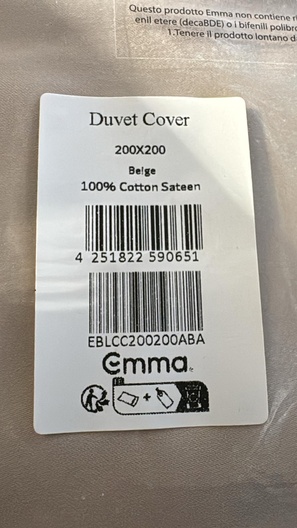 Questo prodotto Emma non contiene
enil etere (decaBDE) o i bifenili polibro
1.Tenere il prodotto lontano d
Duvet Cover
200X200
Beige
100% Cotton Sateen
4 251822 590651
EBLCC200200ABA
emma